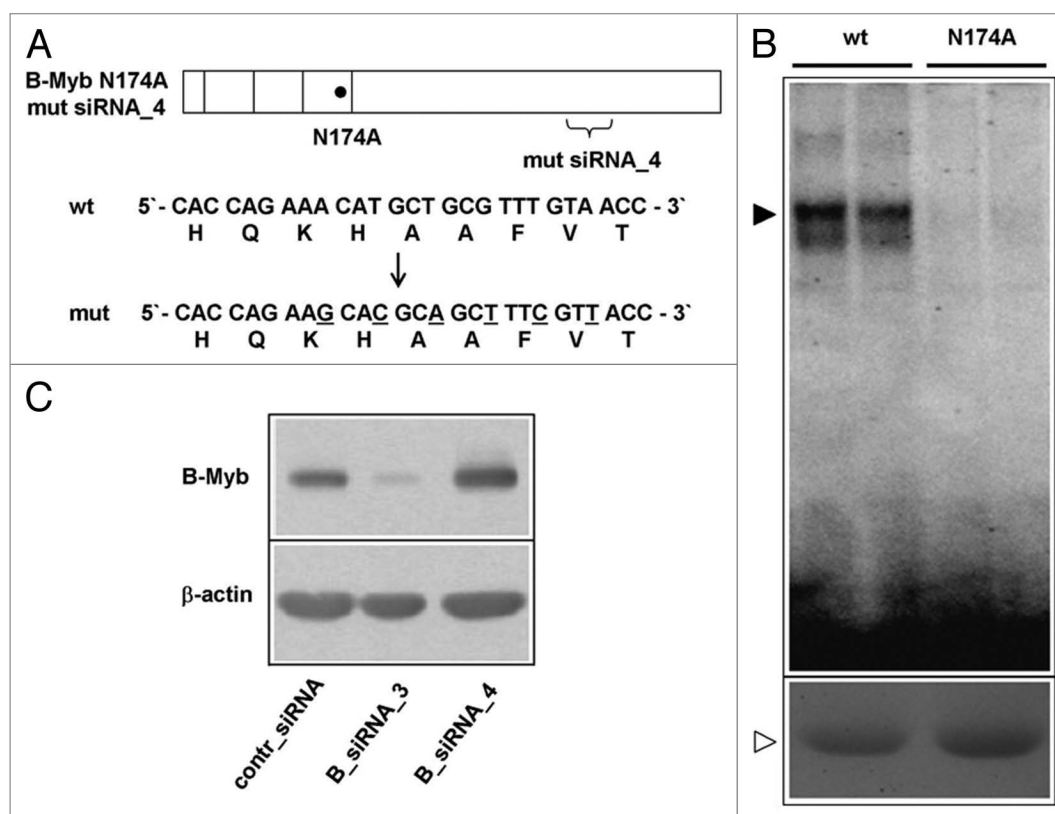 A
B-Myb N174A
mut siRNA_4
N174A
mut siRNA_4
wt 5`- CAC CAG AAA CAT GCT GCG TTT GTA ACC - 3`
H Q K H A A F V T
mut 5`- CAC CAG AAG CAC GCA GCT TTC GTT ACC - 3`
H Q K H A A F V T
B
wt N174A
C
B-Myb
β-actin
contr_siRNA
B_siRNA_3
B_siRNA_4